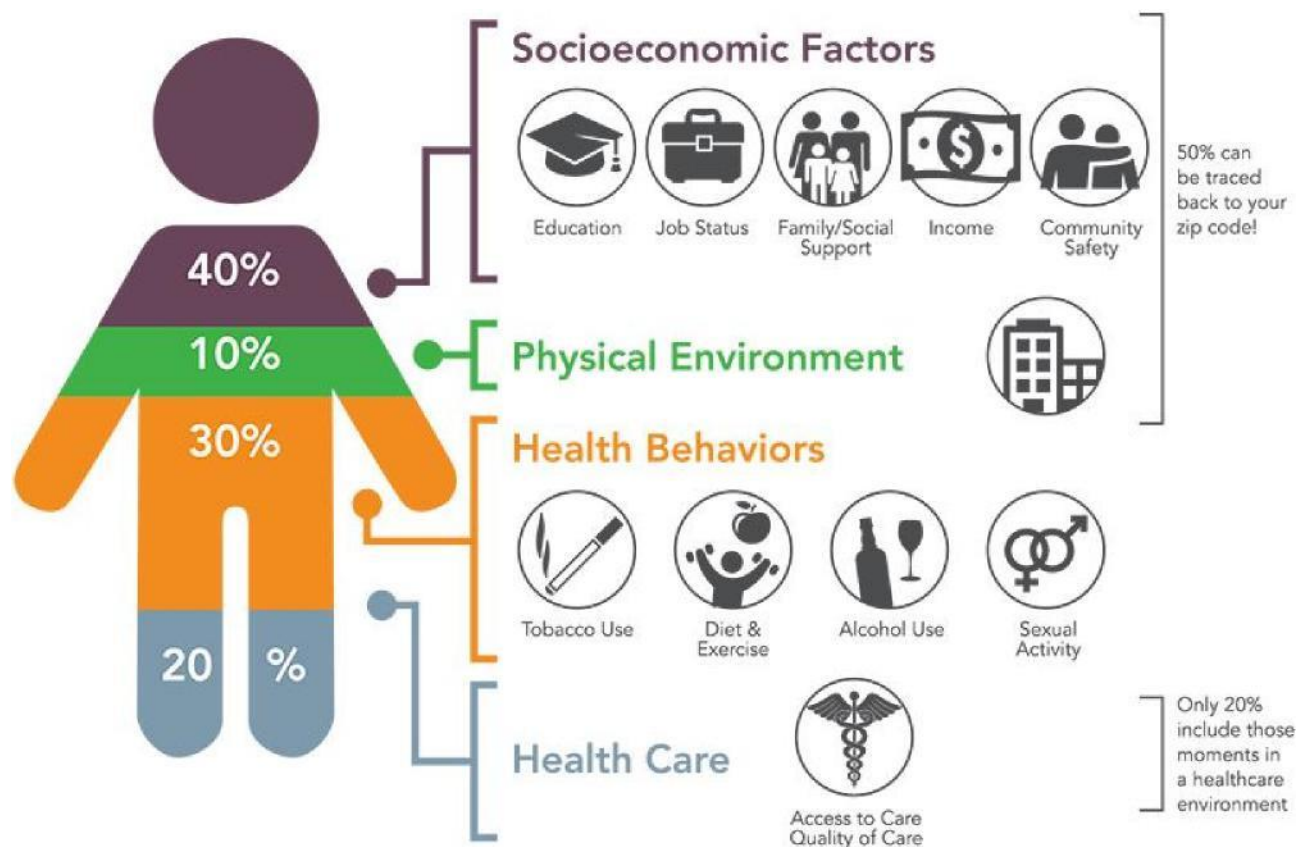 Socioeconomic Factors
Education
Job Status
Family/Social
Support
Income
Community
Safety
50% can
be traced
back to your
zip code!
40%
10%
Physical Environment
30%
Health Behaviors
Tobacco Use
Diet &
Exercise
Alcohol Use
Sexual
Activity
20 %
Health Care
Access to Care
Quality of Care
Only 20%
include those
moments in
a healthcare
environment